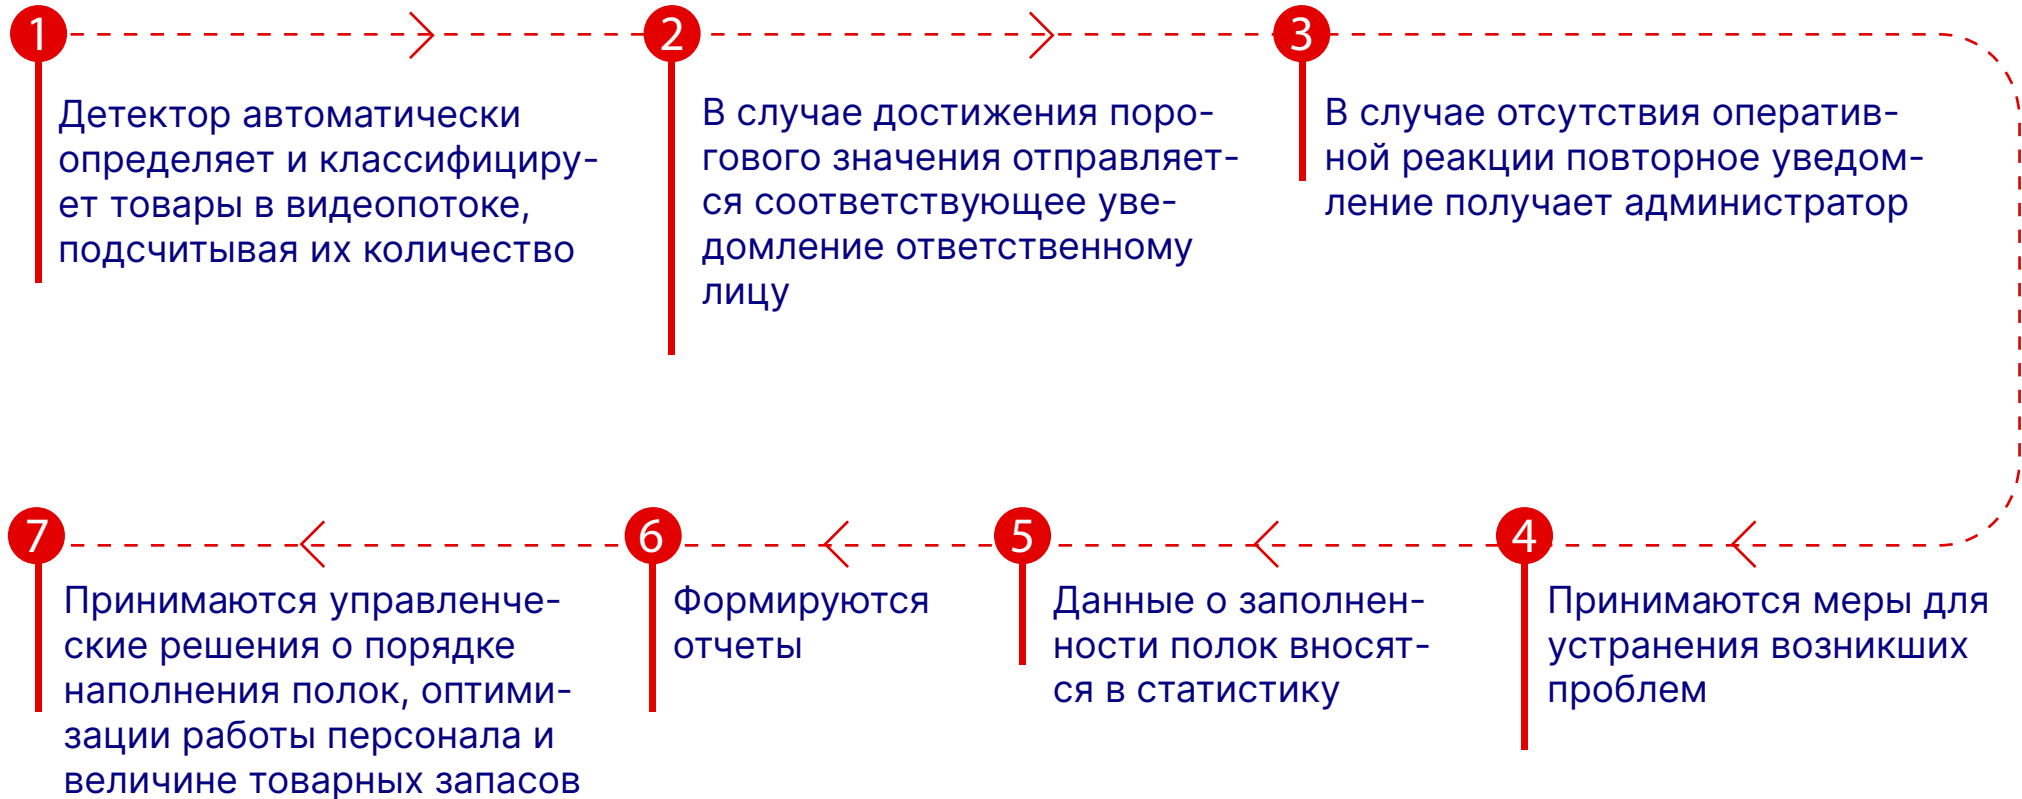 1
Детектор автоматически
определяет и классифициру-
ет товары в видеопотоке,
подсчитывая их количество
2
В случае достижения поро-
гового значения отправляет-
ся соответствующее уве-
домление ответственному
лицу
3
В случае отсутствия оператив-
ной реакции повторное уведом-
ление получает администратор
4
Принимаются меры для
устранения возникших
проблем
5
Данные о заполнен-
ности полок вносят-
ся в статистику
6
Формируются
отчеты
7
Принимаются управленче-
ские решения о порядке
наполнения полок, оптими-
зации работы персонала и
величине товарных запасов